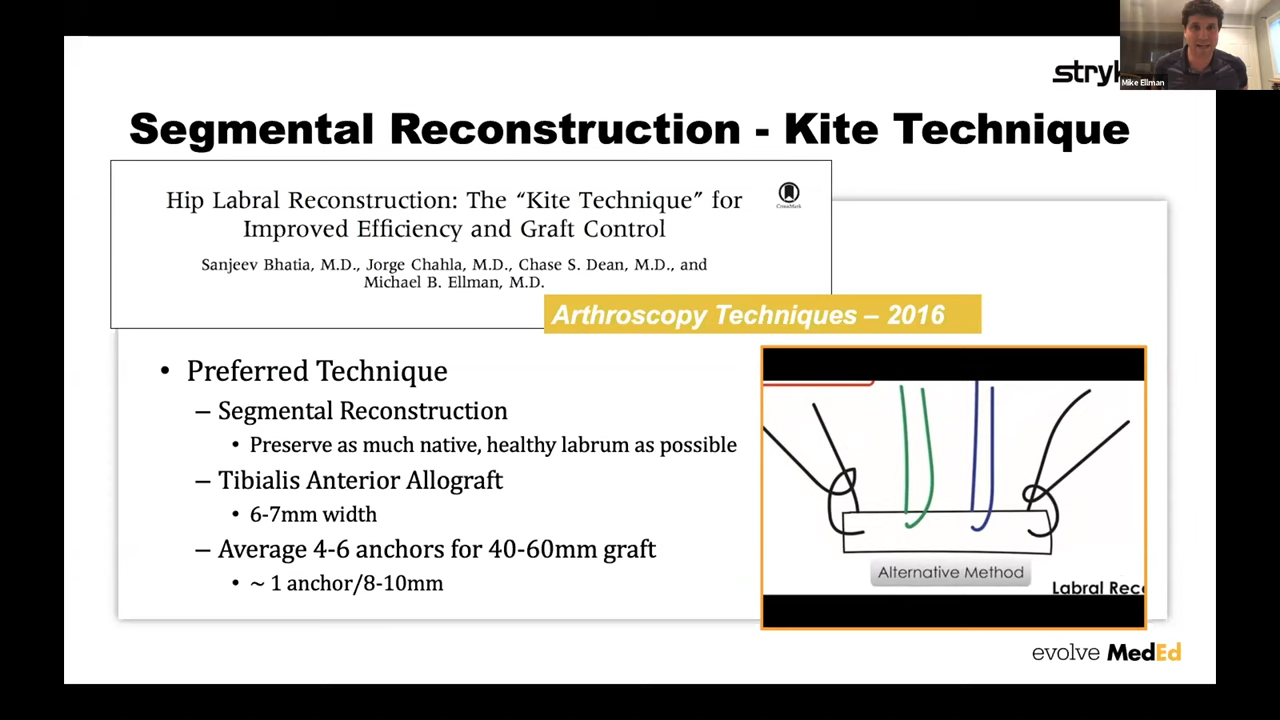 Mike Ellman
Segmental Reconstruction - Kite Technique
Hip Labral Reconstruction: The “Kite Technique” for
Improved Efficiency and Graft Control
CrossMark
Sanjeev Bhatia, M.D., Jorge Chahla, M.D., Chase S. Dean, M.D., and
Michael B. Ellman, M.D.
Arthroscopy Techniques – 2016
• Preferred Technique
– Segmental Reconstruction
• Preserve as much native, healthy labrum as possible
– Tibialis Anterior Allograft
• 6-7mm width
– Average 4-6 anchors for 40-60mm graft
• ~ 1 anchor/8-10mm
Alternative Method
Labral
evolve MedEd